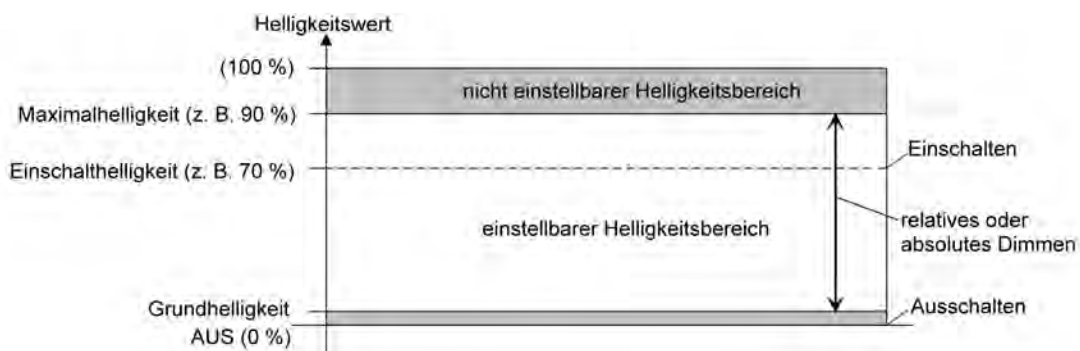 Helligkeitswert
(100 %)
nicht einstellbarer Helligkeitsbereich
Maximalhelligkeit (z. B. 90 %)
Einschalten
Einschalthelligkeit (z. B. 70 %)
einstellbarer Helligkeitsbereich
relatives oder
absolutes Dimmen
Grundhelligkeit
Ausschalten
AUS (0 %)